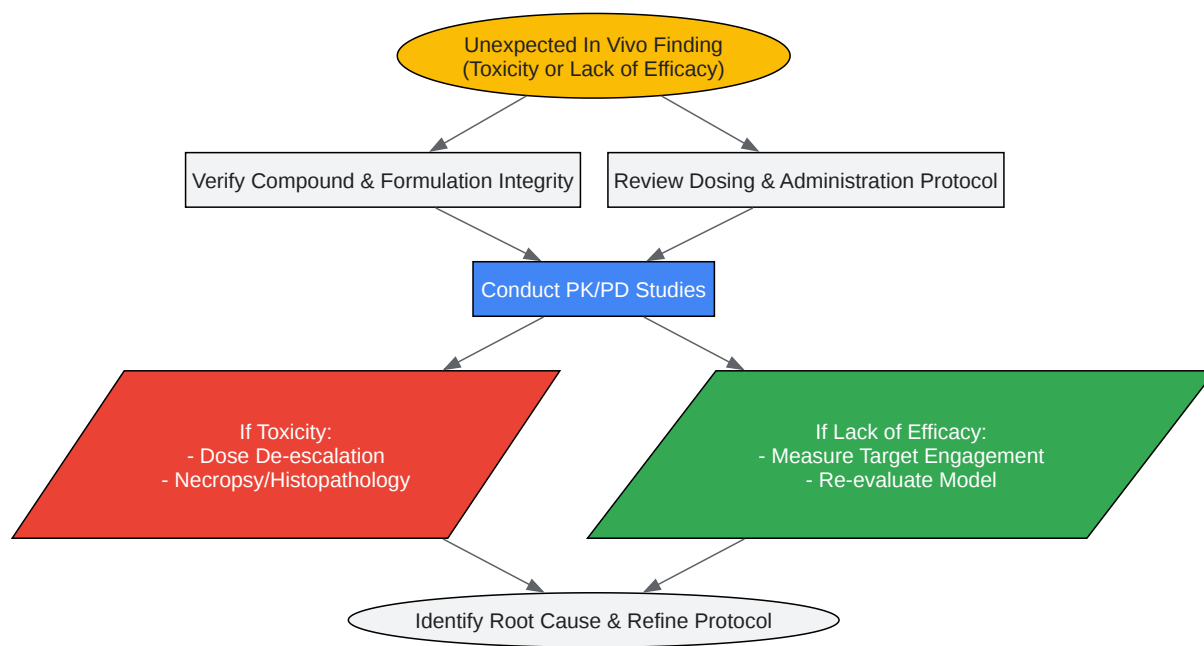 Unexpected In Vivo Finding
(Toxicity or Lack of Efficacy)
Verify Compound & Formulation Integrity
Review Dosing & Administration Protocol
Conduct PK/PD Studies
If Toxicity:
- Dose De-escalation
- Necropsy/Histopathology
If Lack of Efficacy:
- Measure Target Engagement
- Re-evaluate Model
Identify Root Cause & Refine Protocol